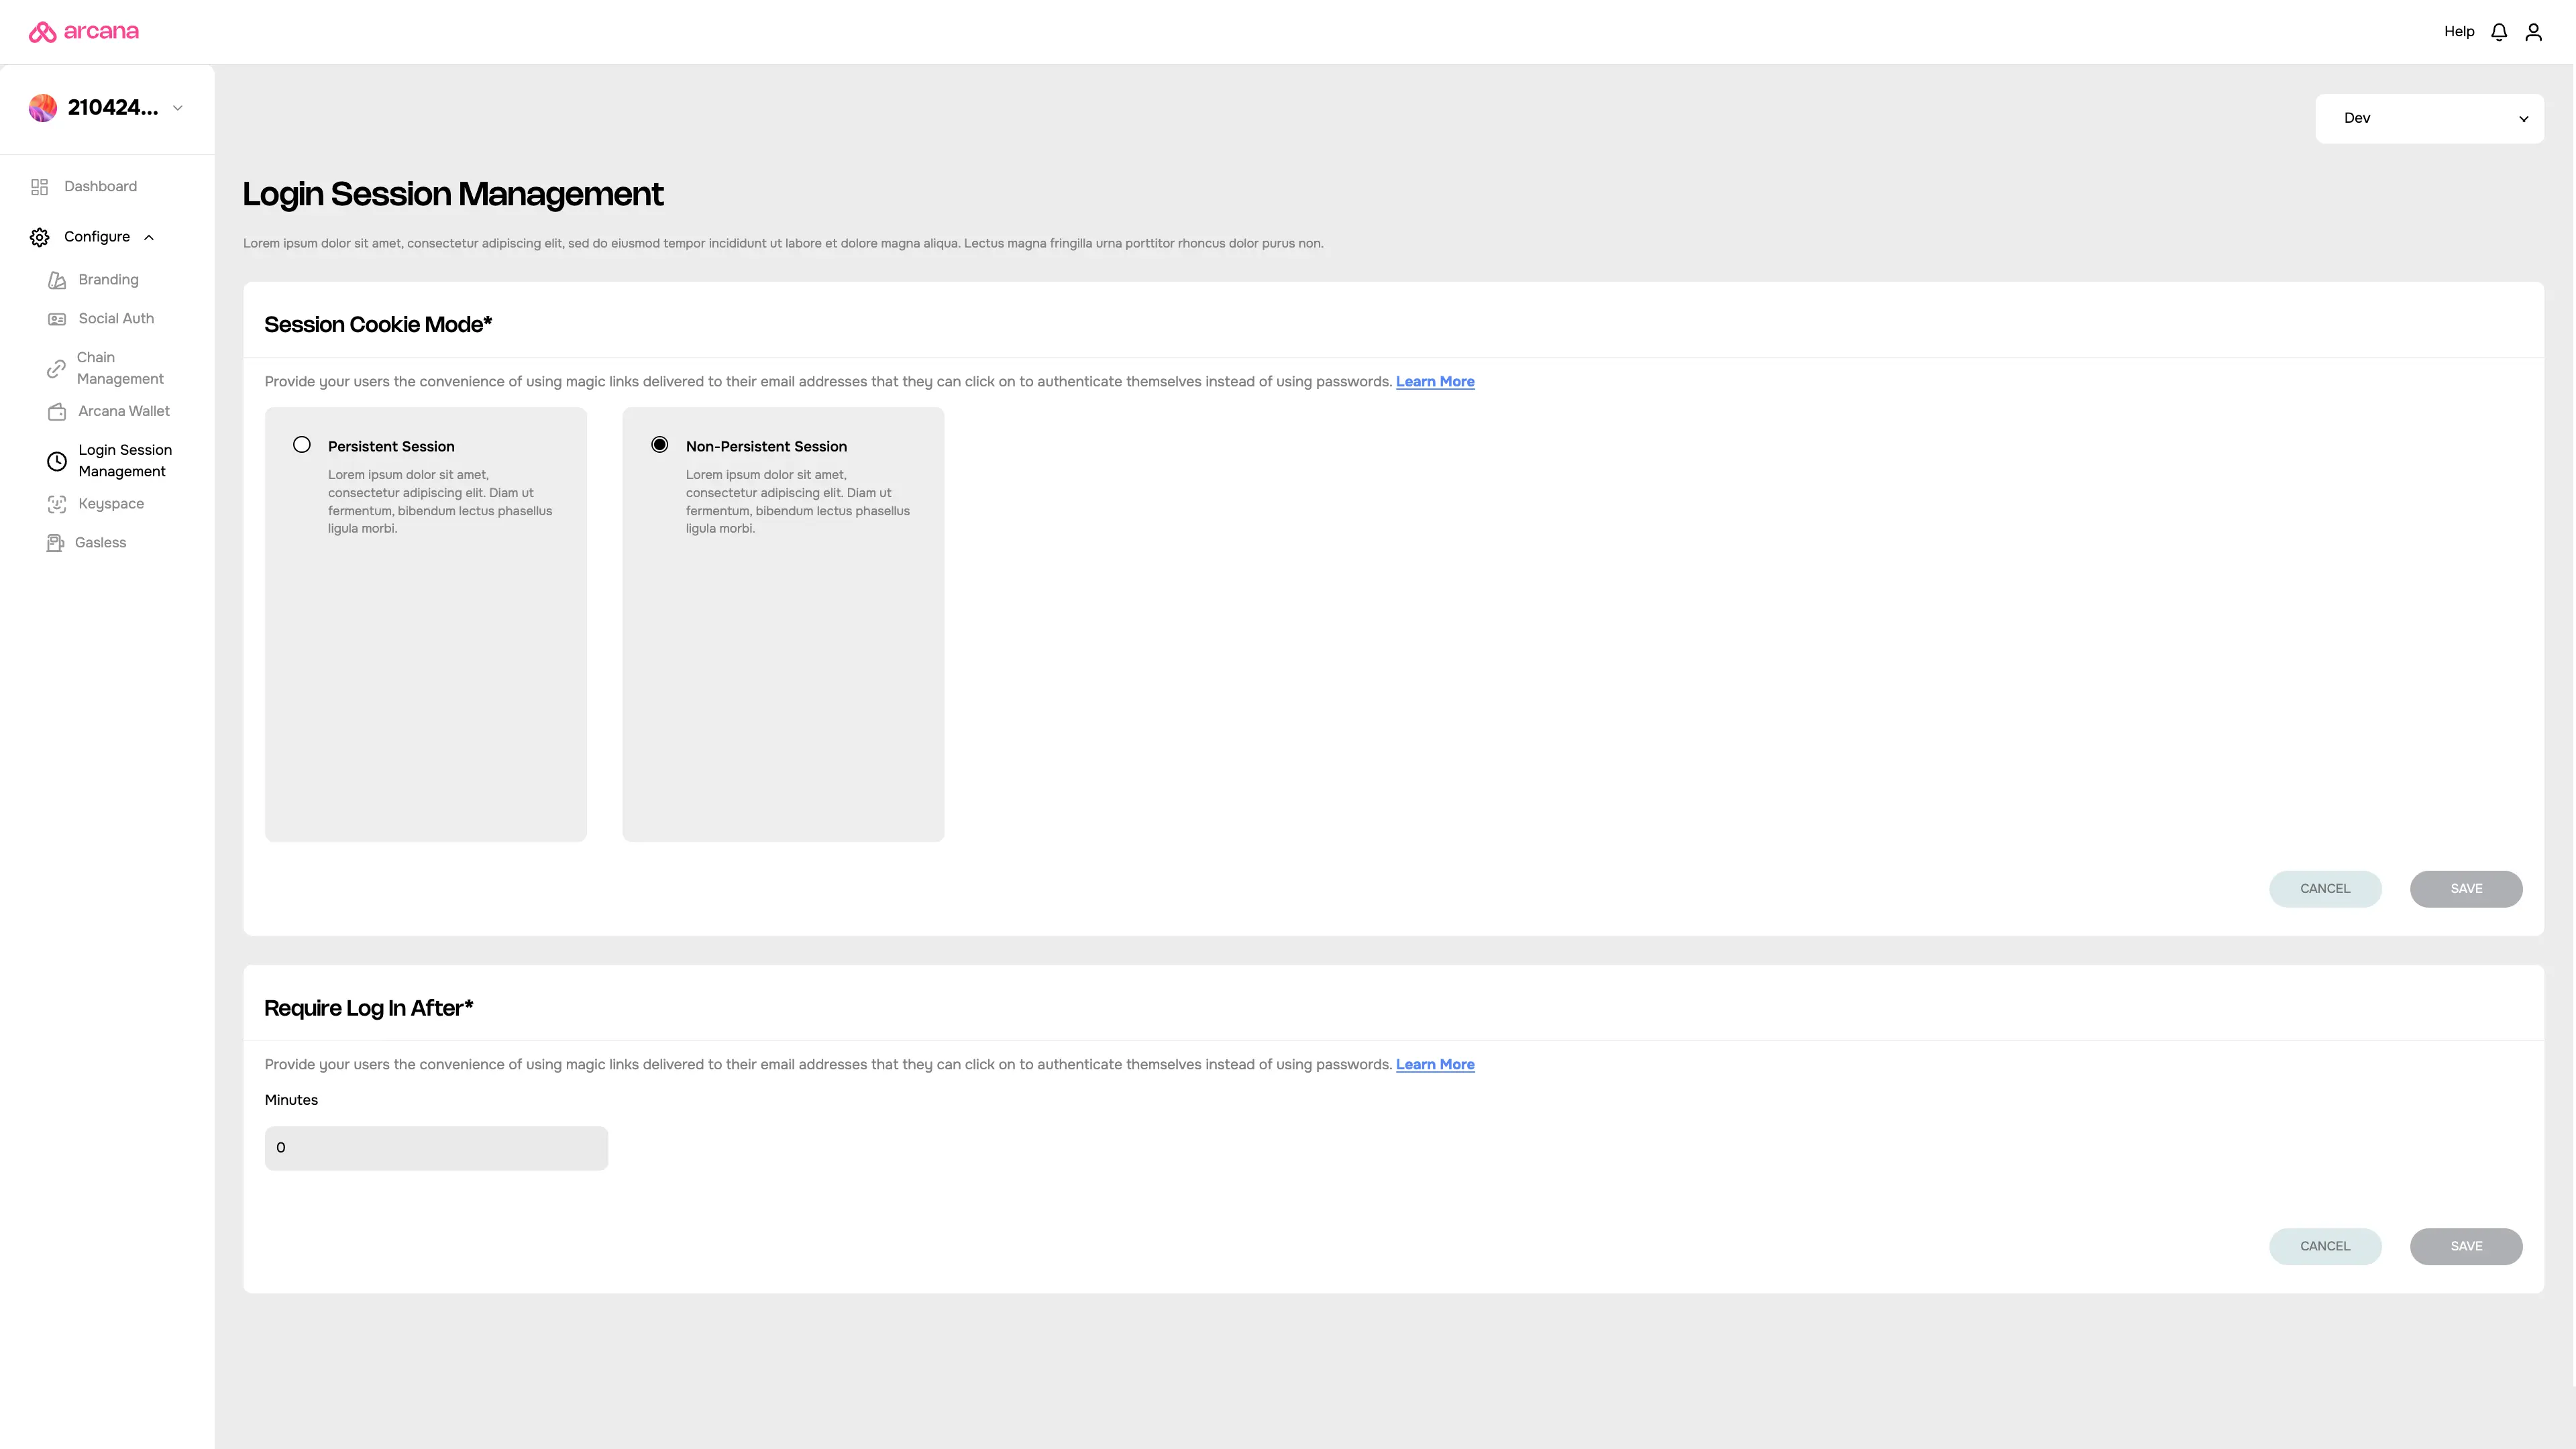 arcana
Help
210424...
Dev
Dashboard
Configure
Branding
Social Auth
Chain
Management
Arcana Wallet
Login Session
Management
Keyspace
Gasless
Login Session Management
Lorem ipsum dolor sit amet, consectetur adipiscing elit, sed do eiusmod tempor incididunt ut labore et dolore magna aliqua. Lectus magna fringilla urna porttitor rhoncus dolor purus non.
Session Cookie Mode*
Provide your users the convenience of using magic links delivered to their email addresses that they can click on to authenticate themselves instead of using passwords. Learn More
Persistent Session
Lorem ipsum dolor sit amet,
consectetur adipiscing elit. Diam ut
fermentum, bibendum lectus phasellus
ligula morbi.
Non-Persistent Session
Lorem ipsum dolor sit amet,
consectetur adipiscing elit. Diam ut
fermentum, bibendum lectus phasellus
ligula morbi.
CANCEL
SAVE
Require Log In After*
Provide your users the convenience of using magic links delivered to their email addresses that they can click on to authenticate themselves instead of using passwords. Learn More
Minutes
0
CANCEL
SAVE